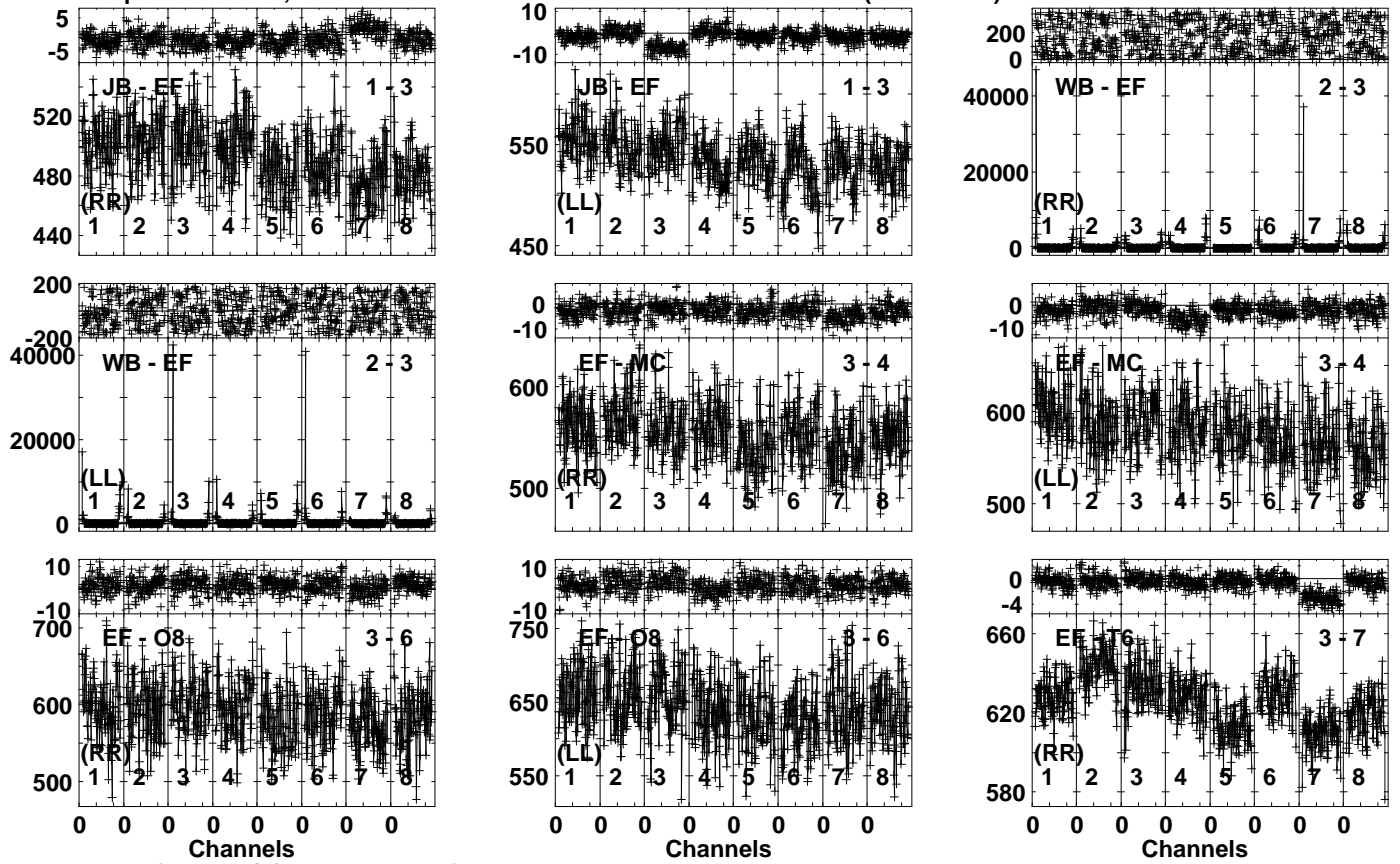 5
-5
JB - EF 1 - 3
520
480
440
(RR)
1 2 3 4 5 6 7 8
10
-10
JB - EF 1 - 3
550
450
(LL)
1 2 3 4 5 6 7 8
200
0
WB - EF 2 - 3
40000
20000
0
(RR)
1 2 3 4 5 6 7 8
200
-200
WB - EF 2 - 3
40000
20000
0
(LL)
1 2 3 4 5 6 7 8
0
-10
EF - MC 3 - 4
600
500
(RR)
1 2 3 4 5 6 7 8
0
-10
EF - MC 3 - 4
600
500
(LL)
1 2 3 4 5 6 7 8
10
-10
EF - O8 3 - 6
700
600
500
(RR)
1 2 3 4 5 6 7 8
0 0 0 0 0 0 0 0
Channels
10
-10
EF - O8 3 - 6
750
650
550
(LL)
1 2 3 4 5 6 7 8
0 0 0 0 0 0 0 0
Channels
0
-4
EF - T6 3 - 7
660
620
580
(RR)
1 2 3 4 5 6 7 8
0 0 0 0 0 0 0 0
Channels